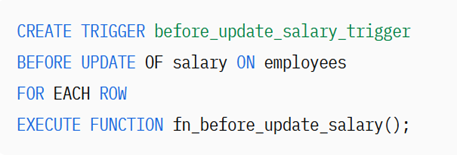 CREATE TRIGGER before_update_salary_trigger
BEFORE UPDATE OF salary ON employees
FOR EACH ROW
EXECUTE FUNCTION fn_before_update_salary();